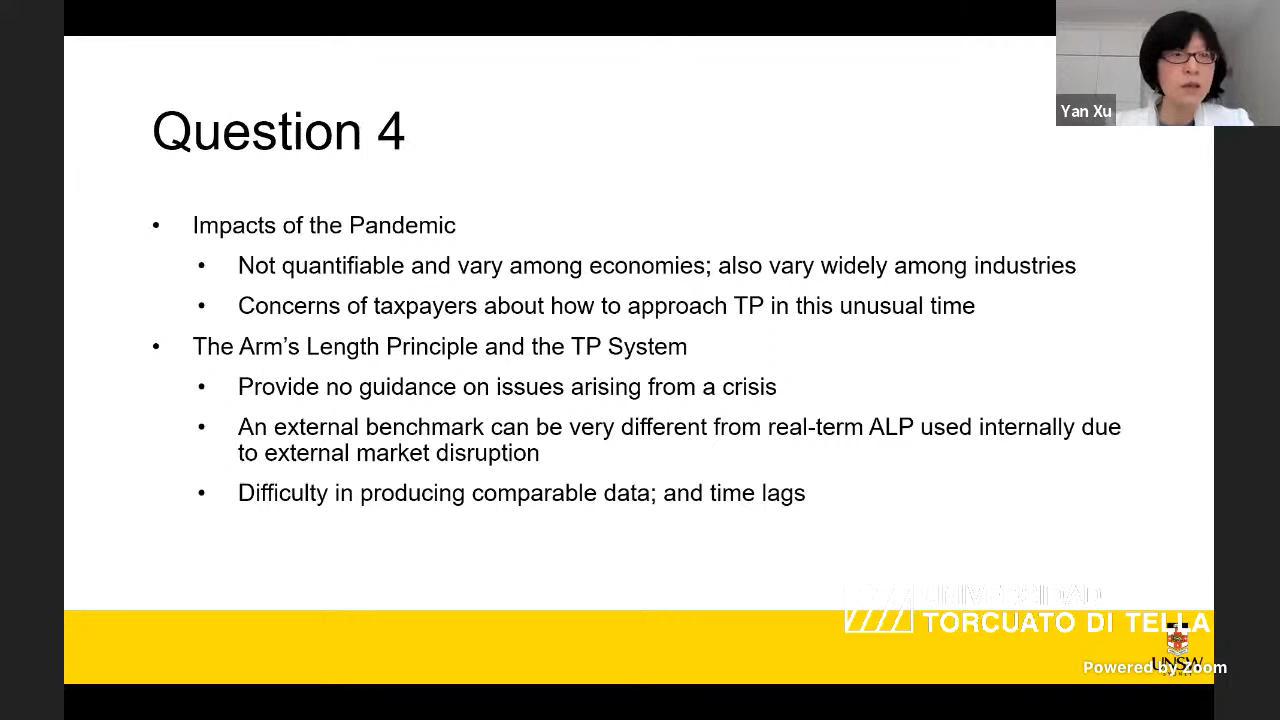 Question 4
• Impacts of the Pandemic
• Not quantifiable and vary among economies; also vary widely among industries
• Concerns of taxpayers about how to approach TP in this unusual time
• The Arm's Length Principle and the TP System
• Provide no guidance on issues arising from a crisis
• An external benchmark can be very different from real-term ALP used internally due
to external market disruption
• Difficulty in producing comparable data; and time lags
Yan Xu
UNIVERSIDAD
TORCUATO DI TELLA
UNSW
Powered by Zoom